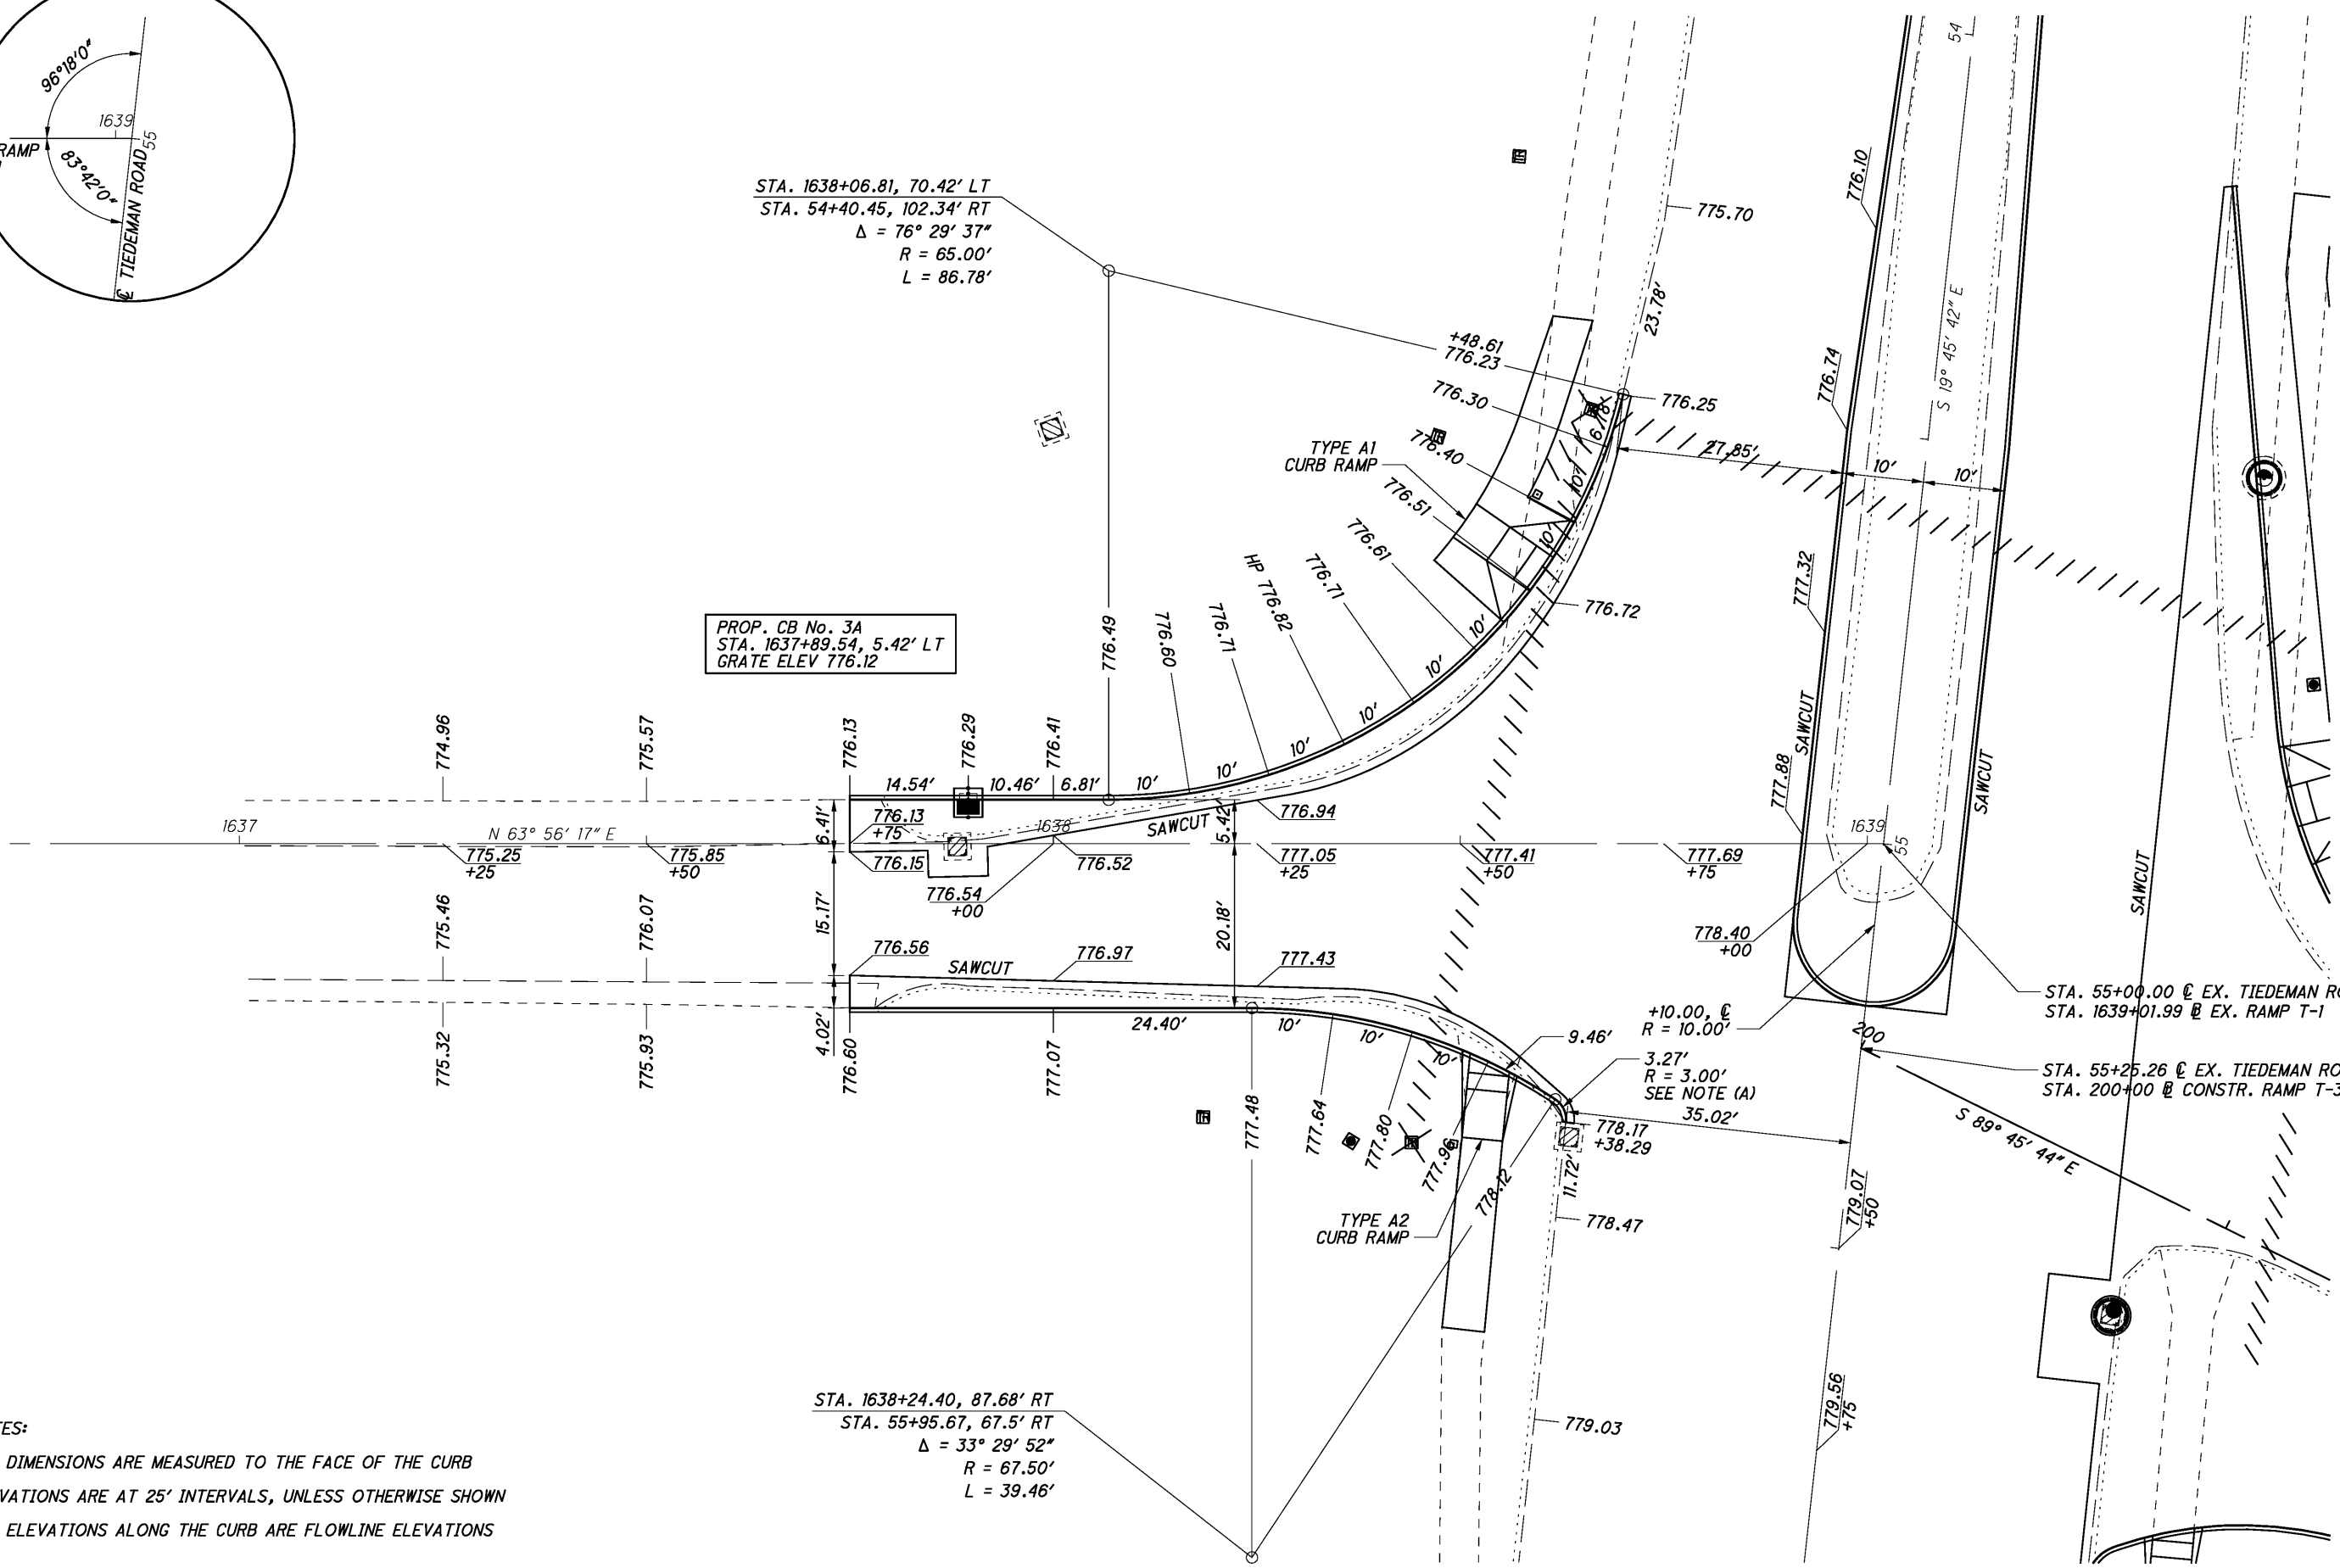 96°18'0"
1639
55
RAMP
83°42'0"
℄ TIEDEMAN ROAD
STA. 1638+06.81, 70.42' LT
STA. 54+40.45, 102.34' RT
Δ = 76° 29' 37"
R = 65.00'
L = 86.78'
54
776.10
775.70
23.78'
S 19° 45' 42" E
776.74
+48.61
776.23
776.30
776.25
6.78'
TYPE A1
CURB RAMP
776.40
27.85'
10'
10'
10'
776.51
10'
776.61
776.72
777.32
776.71
HP 776.82
776.71
776.60
776.49
10'
10'
10'
10'
10'
10'
PROP. CB No. 3A
STA. 1637+89.54, 5.42' LT
GRATE ELEV 776.12
774.96
775.57
776.13
776.29
776.41
14.54'
10.46'
6.81'
SAWCUT
777.88
SAWCUT
SAWCUT
1637
N 63° 56' 17" E
6.41'
776.13
+75
1638
SAWCUT
5.42'
776.94
1639
55
775.25
+25
775.85
+50
776.15
776.52
777.05
+25
777.41
+50
777.69
+75
776.54
+00
775.46
776.07
15.17'
20.18'
776.56
SAWCUT
776.97
777.43
778.40
+00
STA. 55+00.00 ℄ EX. TIEDEMAN RO
STA. 1639+01.99 ⅊ EX. RAMP T-1
+10.00, ℄
R = 10.00'
4.02'
24.40'
10'
10'
10'
9.46'
3.27'
R = 3.00'
SEE NOTE (A)
200
STA. 55+25.26 ℄ EX. TIEDEMAN RO
STA. 200+00 ⅊ CONSTR. RAMP T-3
775.32
775.93
776.60
777.07
777.48
777.64
777.80
777.96
778.12
35.02'
778.17
+38.29
S 89° 45' 44" E
11.72'
779.07
+50
TYPE A2
CURB RAMP
778.47
779.56
+75
779.03
STA. 1638+24.40, 87.68' RT
STA. 55+95.67, 67.5' RT
Δ = 33° 29' 52"
R = 67.50'
L = 39.46'
TES:
DIMENSIONS ARE MEASURED TO THE FACE OF THE CURB
VATIONS ARE AT 25' INTERVALS, UNLESS OTHERWISE SHOWN
ELEVATIONS ALONG THE CURB ARE FLOWLINE ELEVATIONS